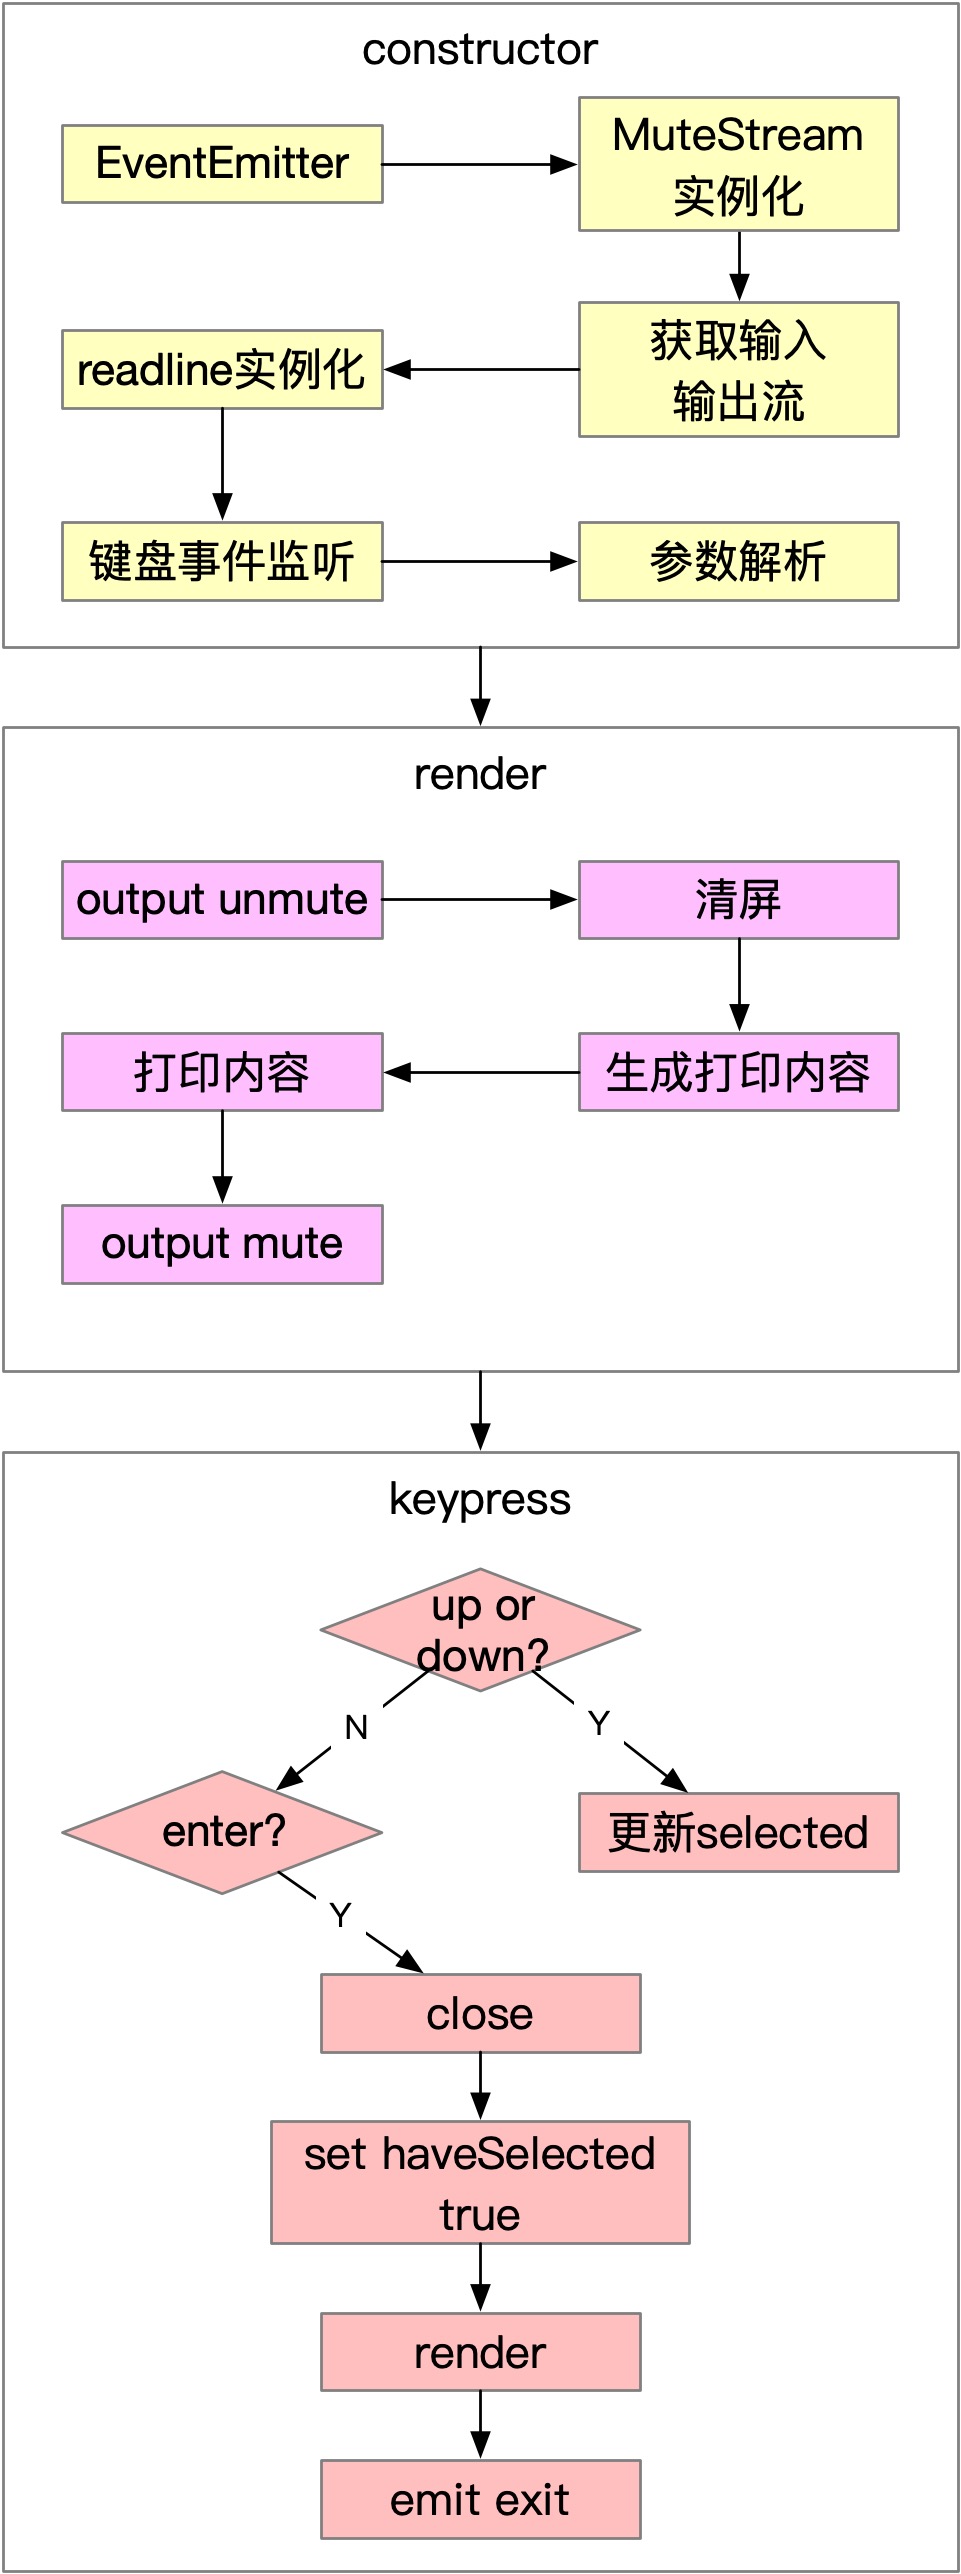 constructor
EventEmitter
MuteStream
实例化
readline实例化
获取输入
输出流
键盘事件监听
参数解析
render
output unmute
清屏
打印内容
生成打印内容
output mute
keypress
up or
down?
N
Y
enter?
更新selected
Y
close
set haveSelected
true
render
emit exit